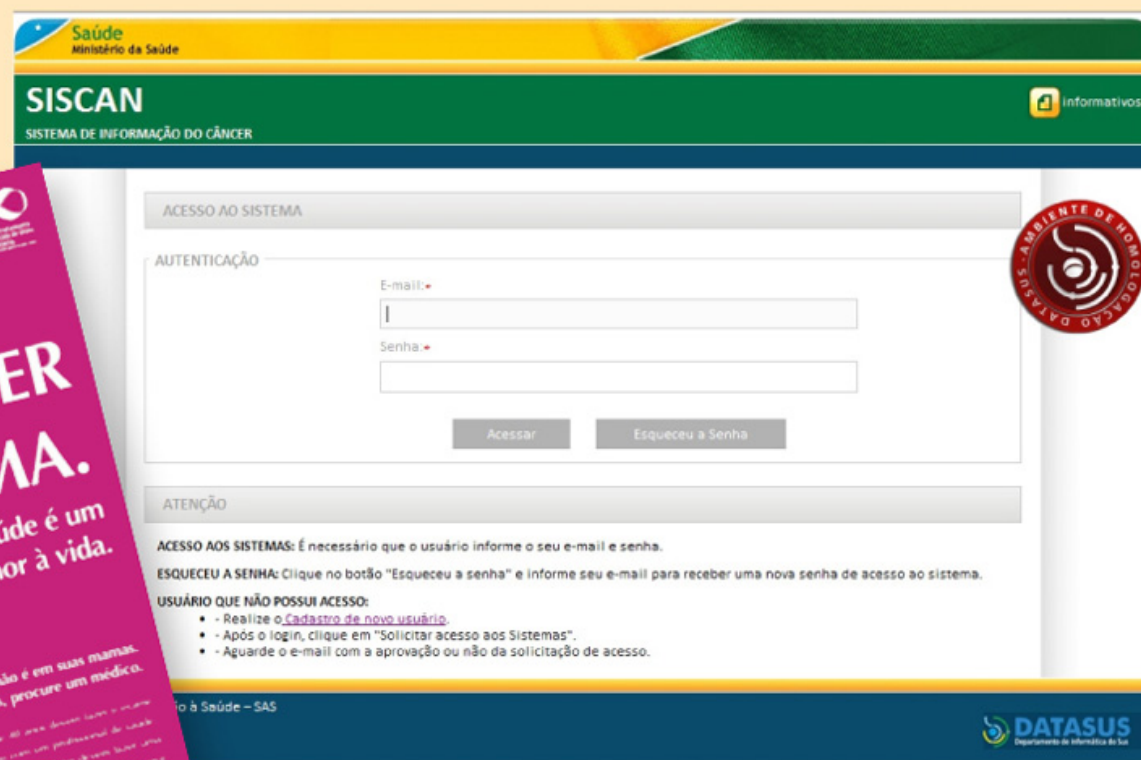 Saúde
Ministério da Saúde
SISCAN
SISTEMA DE INFORMAÇÃO DO CÂNCER
informativos
ACESSO AO SISTEMA
AMBIENTE DE HOMOLOGAÇÃO DATASUS
AUTENTICAÇÃO
E-mail:
Senha:
Acessar
Esqueceu a Senha
ATENÇÃO
ACESSO AOS SISTEMAS: É necessário que o usuário informe o seu e-mail e senha.
ESQUECEU A SENHA: Clique no botão "Esqueceu a senha" e informe seu e-mail para receber uma nova senha de acesso ao sistema.
USUÁRIO QUE NÃO POSSUI ACESSO:
• - Realize o Cadastro de novo usuário.
• - Após o login, clique em "Solicitar acesso aos Sistemas".
• - Aguarde o e-mail com a aprovação ou não da solicitação de acesso.
à Saúde – SAS
DATASUS
Departamento de Informática do Sus
ER
MA.
é um
à vida.
é em suas mamas.
procure um médico.